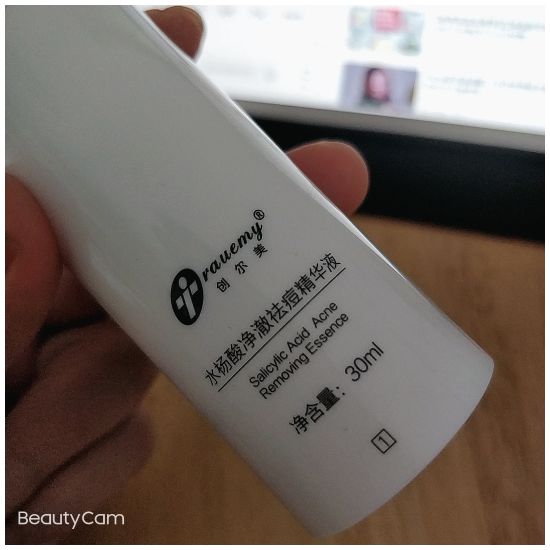 Trauemy®
创尔美
水杨酸净澈祛痘精华液
Salicylic Acid Acne
Removing Essence
净含量：30ml
1
BeautyCam